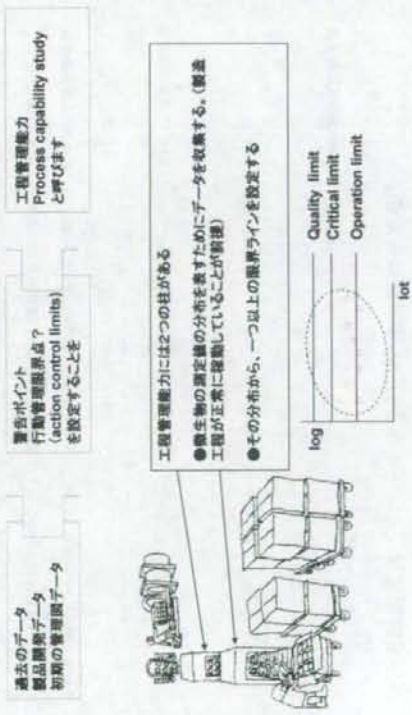 過去のデータ
製品開発データ
初期の管理図データ
警告ポイント
行動管理限界点？
(action control limits)
を設定することを
工程管理能力
Process capability study
と呼びます
工程管理能力には2つの柱がある
●微生物の測定値の分布を表すためにデータを収集する。(製造
工程が正常に稼動していることが前提)
●その分布から、一つ以上の限界ラインを設定する
log
Quality limit
Critical limit
Operation limit
lot